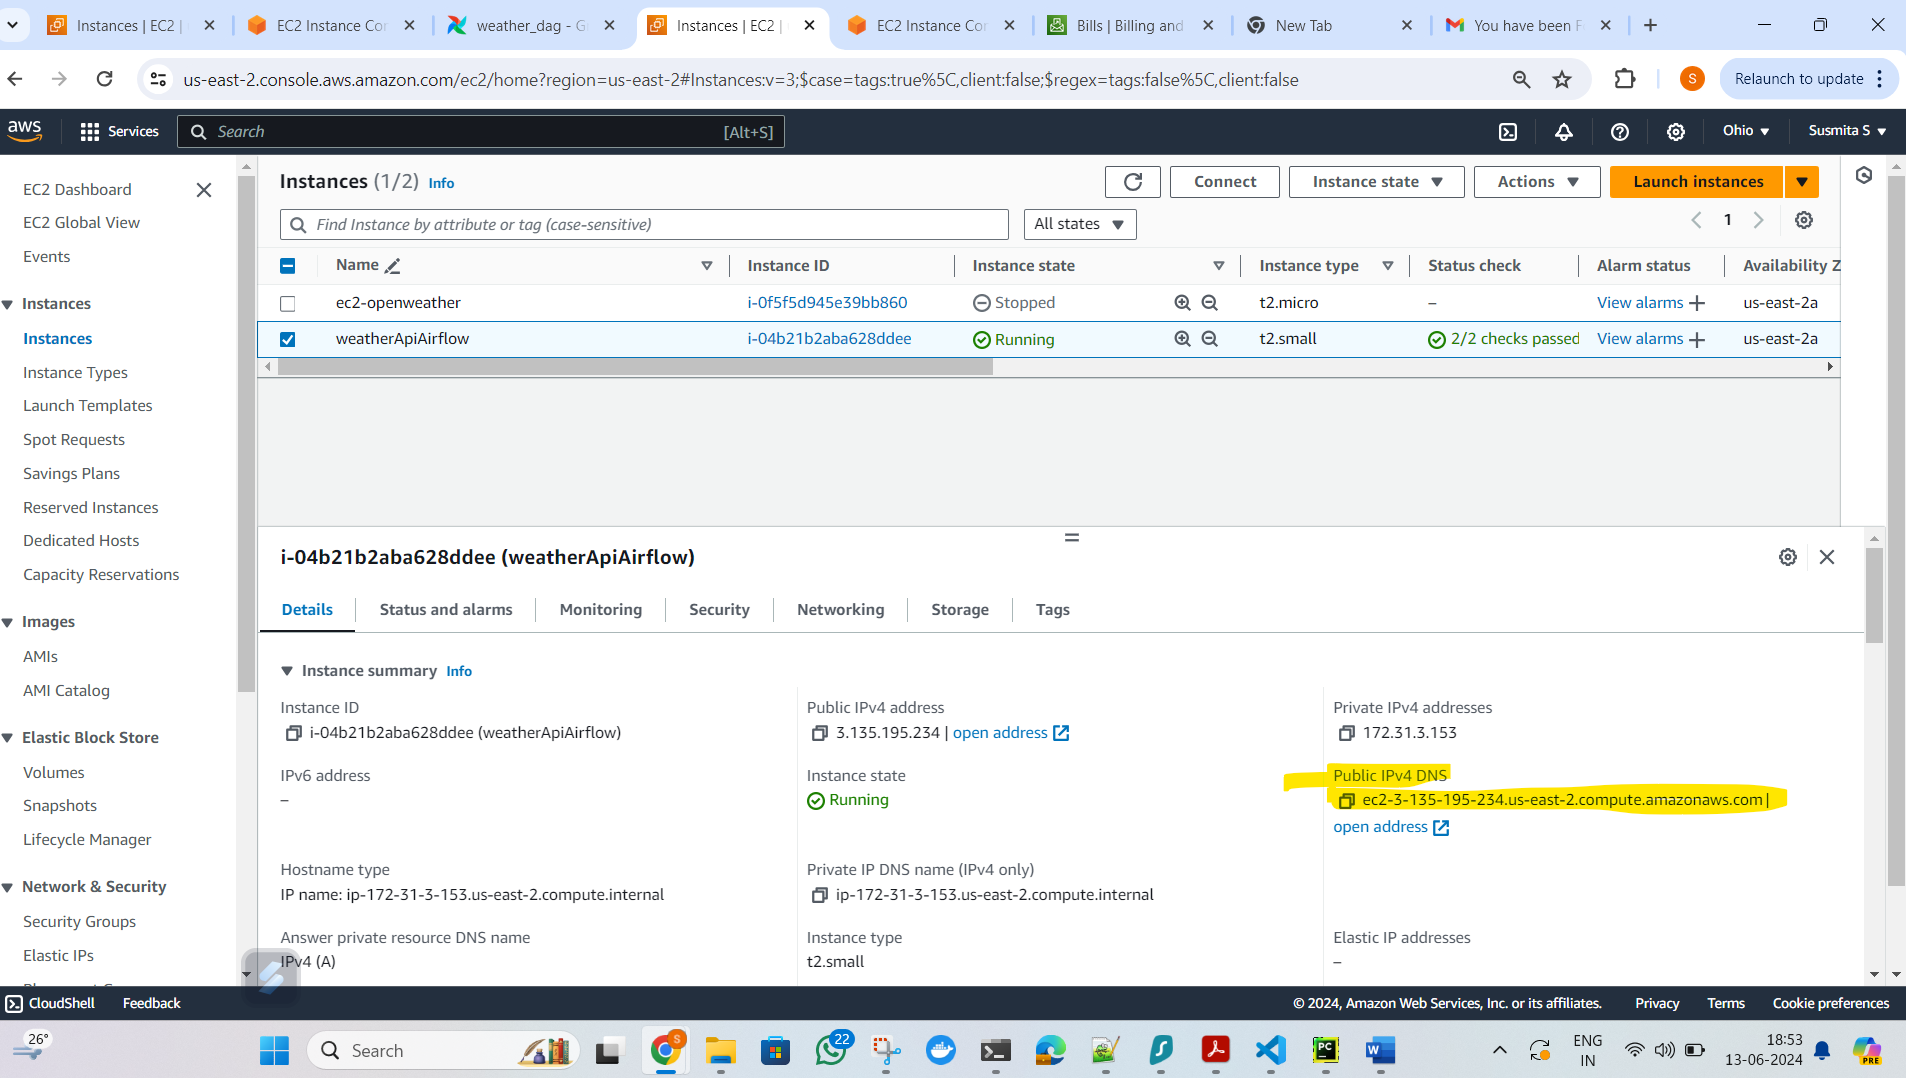 Instances | EC2 |
EC2 Instance Cor
weather_dag - G
Instances | EC2 |
EC2 Instance Cor
Bills | Billing and
New Tab
You have been F
us-east-2.console.aws.amazon.com/ec2/home?region=us-east-2#Instances:v=3;$case=tags:true%5C,client:false;$regex=tags:false%5C,client:false
S
Relaunch to update
aws
Services
Search
[Alt+S]
Ohio
Susmita S
EC2 Dashboard
EC2 Global View
Events
Instances
Instances
Instance Types
Launch Templates
Spot Requests
Savings Plans
Reserved Instances
Dedicated Hosts
Capacity Reservations
Images
AMIs
AMI Catalog
Elastic Block Store
Volumes
Snapshots
Lifecycle Manager
Network & Security
Security Groups
Elastic IPs
Instances (1/2) Info
Connect
Instance state
Actions
Launch instances
Find Instance by attribute or tag (case-sensitive)
All states
1
Name Instance ID Instance state Instance type Status check Alarm status Availability Z
ec2-openweather i-0f5f5d945e39bb860 Stopped t2.micro – View alarms + us-east-2a
weatherApiAirflow i-04b21b2aba628ddee Running t2.small 2/2 checks passed View alarms + us-east-2a
i-04b21b2aba628ddee (weatherApiAirflow)
Details Status and alarms Monitoring Security Networking Storage Tags
Instance summary Info
Instance ID
i-04b21b2aba628ddee (weatherApiAirflow)
Public IPv4 address
3.135.195.234 | open address
Private IPv4 addresses
172.31.3.153
IPv6 address
–
Instance state
Running
Public IPv4 DNS
ec2-3-135-195-234.us-east-2.compute.amazonaws.com |
open address
Hostname type
IP name: ip-172-31-3-153.us-east-2.compute.internal
Private IP DNS name (IPv4 only)
ip-172-31-3-153.us-east-2.compute.internal
Answer private resource DNS name
IPv4 (A)
Instance type
t2.small
Elastic IP addresses
–
CloudShell Feedback
© 2024, Amazon Web Services, Inc. or its affiliates. Privacy Terms Cookie preferences
26°
Search
S
22
PC
ENG
IN
18:53
13-06-2024
PRE